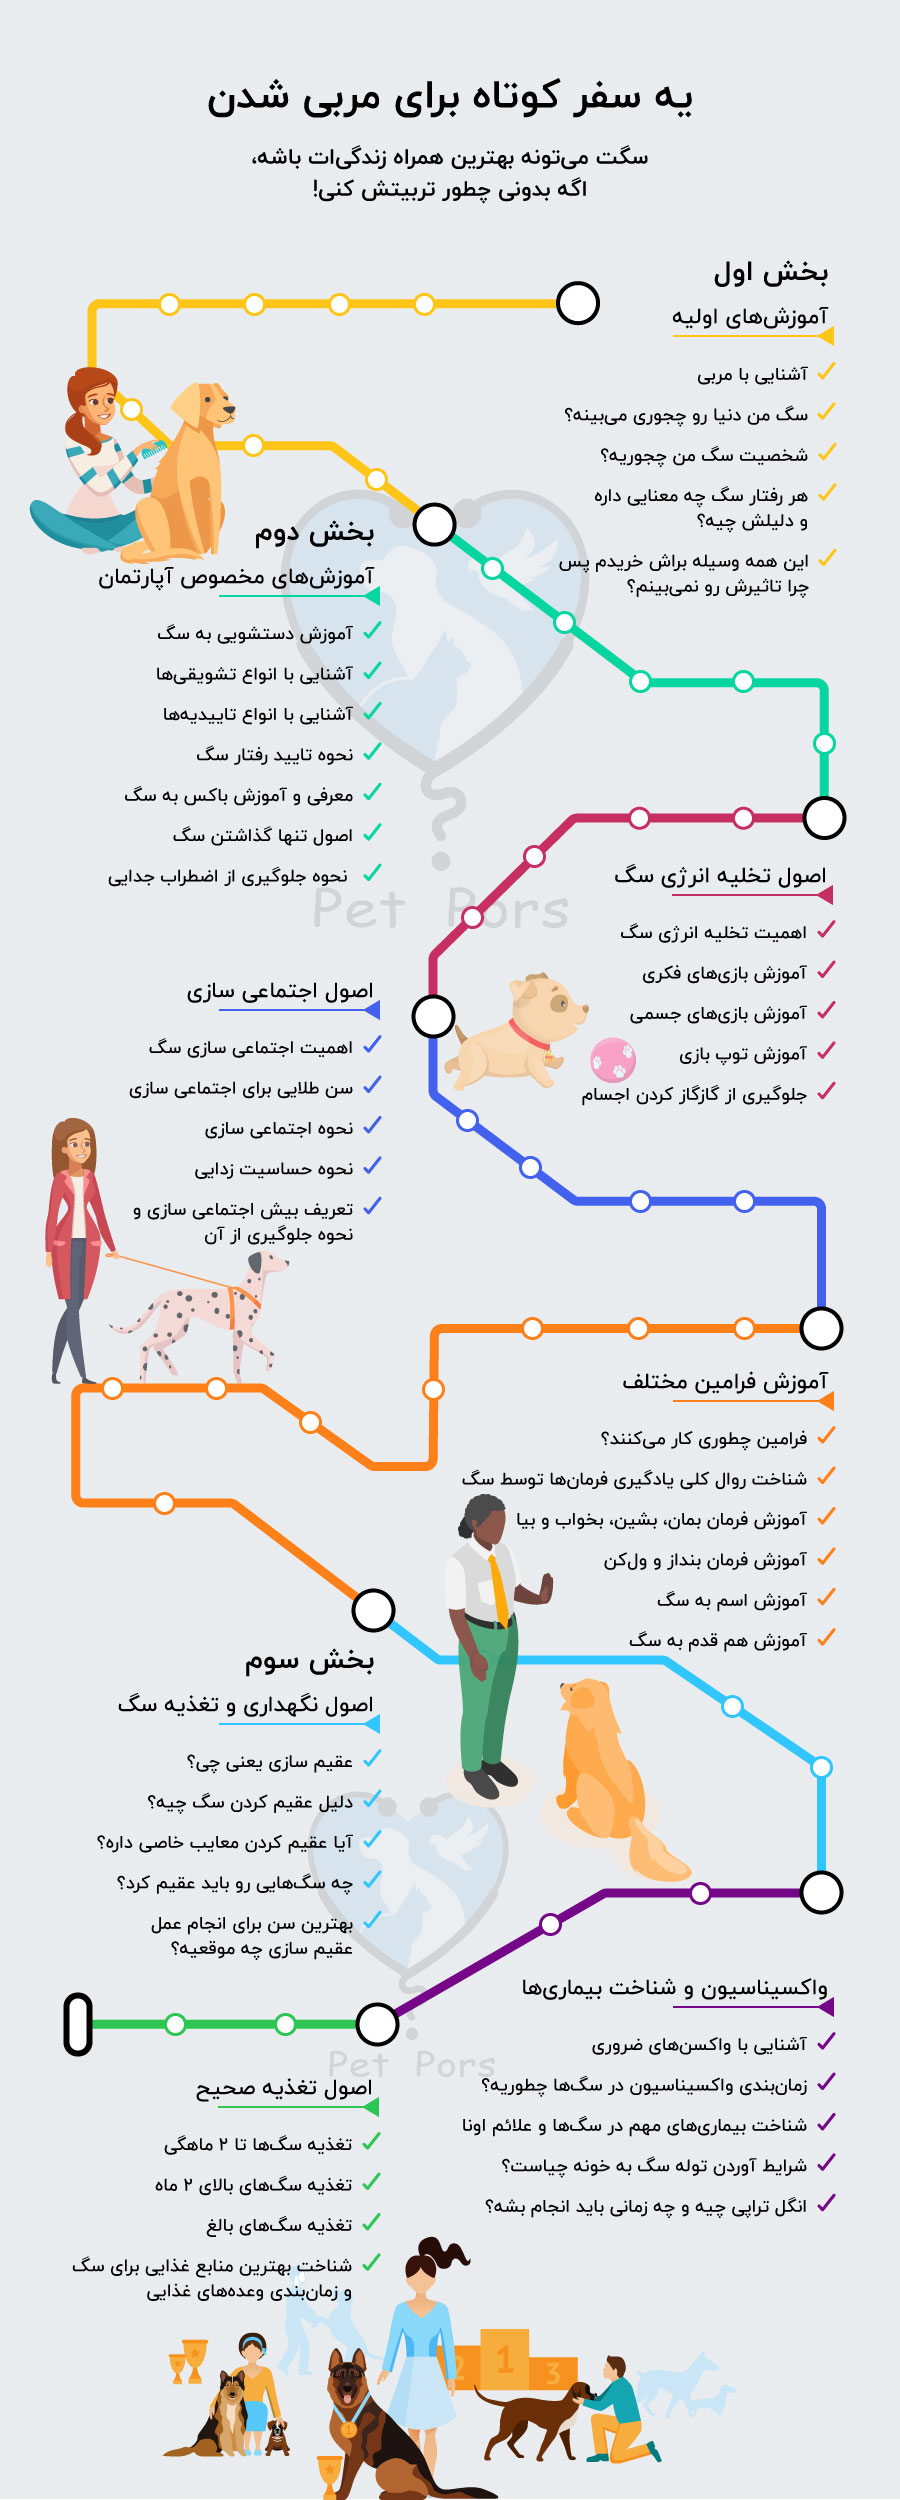 یه سفر کوتاه برای مربی شدن
سگت می‌تونه بهترین همراه زندگی‌ات باشه،
اگه بدونی چطور تربیتش کنی!
بخش اول
آموزش‌های اولیه
آشنایی با مربی
سگ من دنیا رو چجوری می‌بینه؟
شخصیت سگ من چجوریه؟
هر رفتار سگ چه معنایی داره
و دلیلش چیه؟
این همه وسیله براش خریدم پس
چرا تاثیرش رو نمی‌بینم؟
بخش دوم
آموزش‌های مخصوص آپارتمان
آموزش دستشویی به سگ
آشنایی با انواع تشویقی‌ها
آشنایی با انواع تاییدیه‌ها
نحوه تایید رفتار سگ
معرفی و آموزش باکس به سگ
اصول تنها گذاشتن سگ
نحوه جلوگیری از اضطراب جدایی
Pet Pors
اصول تخلیه انرژی سگ
اهمیت تخلیه انرژی سگ
آموزش بازی‌های فکری
آموزش بازی‌های جسمی
آموزش توپ بازی
جلوگیری از گازگاز کردن اجسام
اصول اجتماعی سازی
اهمیت اجتماعی سازی سگ
سن طلایی برای اجتماعی سازی
نحوه اجتماعی سازی
نحوه حساسیت زدایی
تعریف بیش اجتماعی سازی و
نحوه جلوگیری از آن
آموزش فرامین مختلف
فرامین چطوری کار می‌کنند؟
شناخت روال کلی یادگیری فرمان‌ها توسط سگ
آموزش فرمان بمان، بشین، بخواب و بیا
آموزش فرمان بنداز و ول‌کن
آموزش اسم به سگ
آموزش هم قدم به سگ
بخش سوم
اصول نگهداری و تغذیه سگ
عقیم سازی یعنی چی؟
دلیل عقیم کردن سگ چیه؟
آیا عقیم کردن معایب خاصی داره؟
چه سگ‌هایی رو باید عقیم کرد؟
بهترین سن برای انجام عمل
عقیم سازی چه موقعیه؟
واکسیناسیون و شناخت بیماری‌ها
آشنایی با واکسن‌های ضروری
زمان‌بندی واکسیناسیون در سگ‌ها چطوریه؟
شناخت بیماری‌های مهم در سگ‌ها و علائم اونا
شرایط آوردن توله سگ به خونه چیاست؟
انگل تراپی چیه و چه زمانی باید انجام بشه؟
Pet Pors
اصول تغذیه صحیح
تغذیه سگ‌ها تا ۲ ماهگی
تغذیه سگ‌های بالای ۲ ماه
تغذیه سگ‌های بالغ
شناخت بهترین منابع غذایی برای سگ
و زمان‌بندی وعده‌های غذایی
2 1 3
1